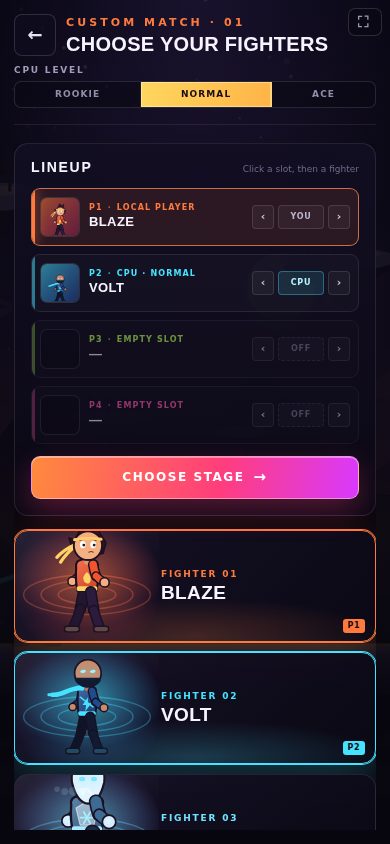 ←
CUSTOM MATCH · 01
CHOOSE YOUR FIGHTERS
CPU LEVEL
ROOKIE NORMAL ACE
LINEUP
Click a slot, then a fighter
P1 · LOCAL PLAYER
BLAZE
‹ YOU ›
P2 · CPU · NORMAL
VOLT
‹ CPU ›
P3 · EMPTY SLOT
—
‹ OFF ›
P4 · EMPTY SLOT
—
‹ OFF ›
CHOOSE STAGE →
FIGHTER 01
BLAZE
P1
FIGHTER 02
VOLT
P2
FIGHTER 03